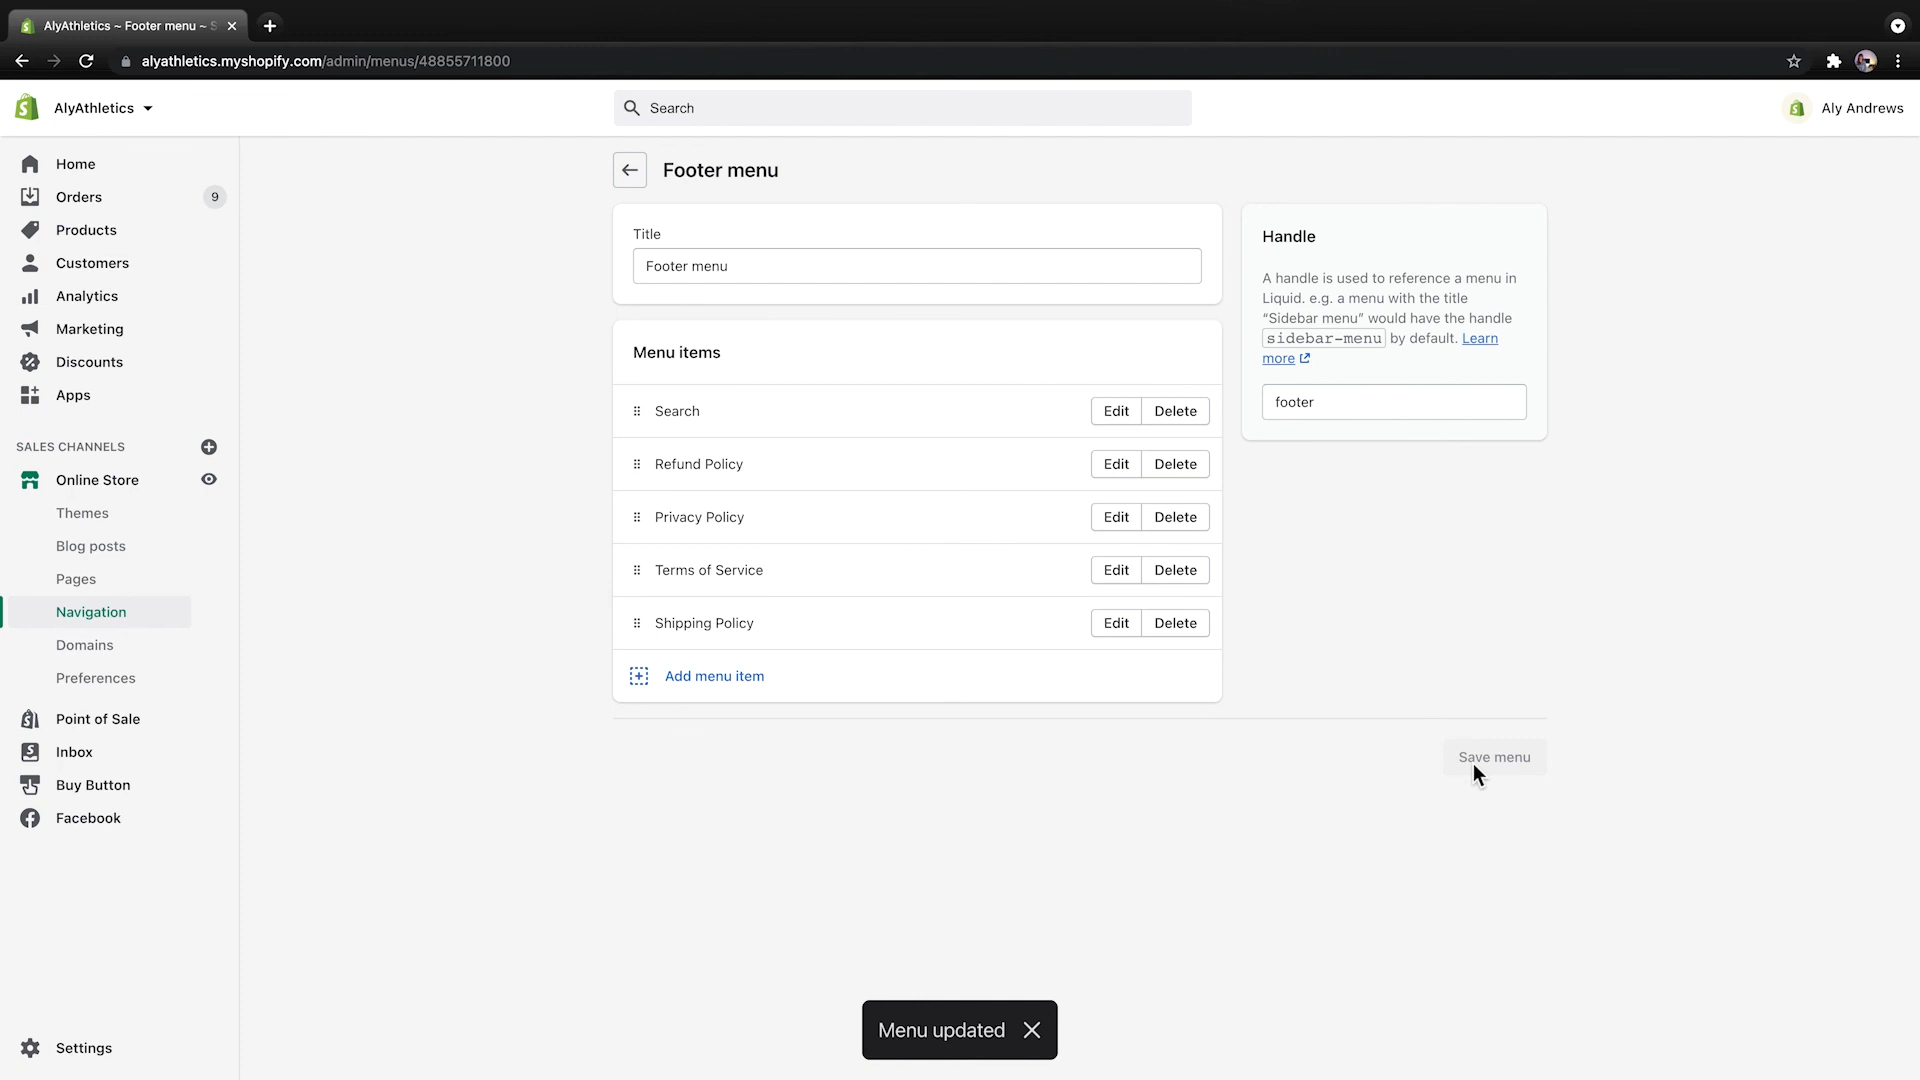 AlyAthletics ~ Footer menu ~ S
alyathletics.myshopify.com/admin/menus/48855711800
AlyAthletics
Search
Aly Andrews
Home
Orders
9
Products
Customers
Analytics
Marketing
Discounts
Apps
SALES CHANNELS
Online Store
Themes
Blog posts
Pages
Navigation
Domains
Preferences
Point of Sale
Inbox
Buy Button
Facebook
Settings
Footer menu
Title
Footer menu
Menu items
Search Edit Delete
Refund Policy Edit Delete
Privacy Policy Edit Delete
Terms of Service Edit Delete
Shipping Policy Edit Delete
Add menu item
Handle
A handle is used to reference a menu in
Liquid. e.g. a menu with the title
“Sidebar menu” would have the handle
sidebar-menu by default. Learn
more
footer
Save menu
Menu updated